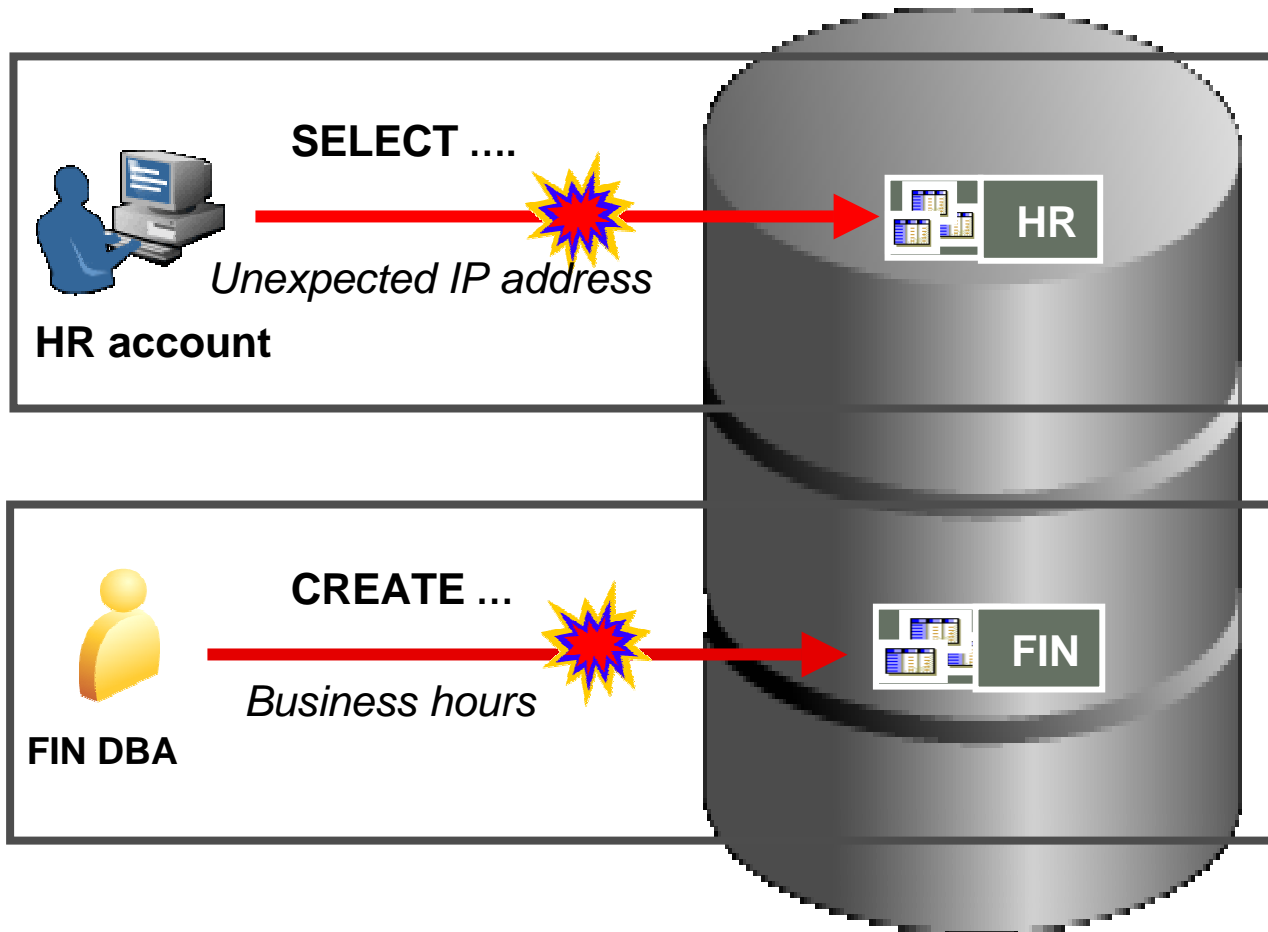 SELECT ....
HR
Unexpected IP address
HR account
CREATE ...
FIN
Business hours
FIN DBA